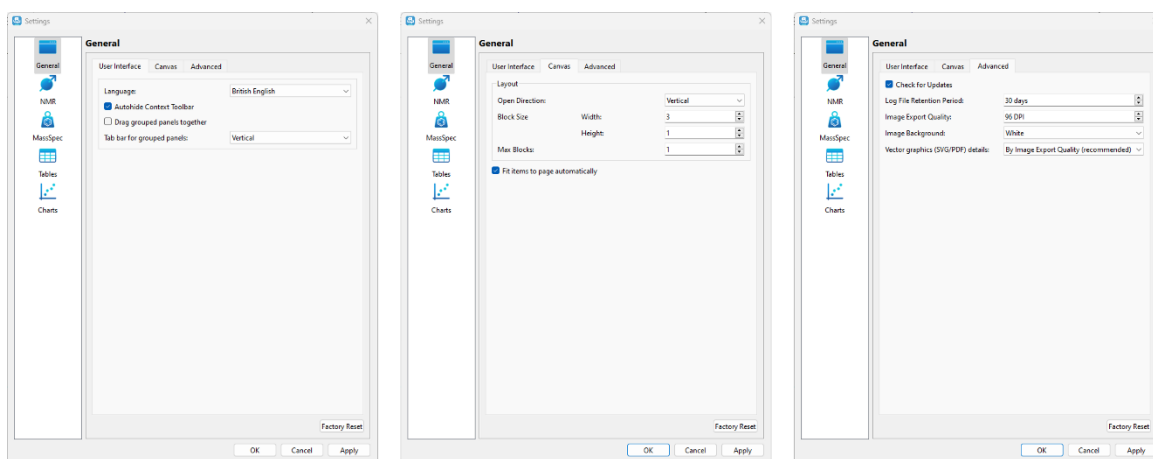 Settings
General
General
NMR
MassSpec
Tables
Charts
User Interface Canvas Advanced
Language: British English
Autohide Context Toolbar
Drag grouped panels together
Tab bar for grouped panels: Vertical
Factory Reset
OK Cancel Apply
Settings
General
General
NMR
MassSpec
Tables
Charts
User Interface Canvas Advanced
Layout
Open Direction: Vertical
Block Size Width: 3
Height: 1
Max Blocks: 1
Fit items to page automatically
Factory Reset
OK Cancel Apply
Settings
General
General
NMR
MassSpec
Tables
Charts
User Interface Canvas Advanced
Check for Updates
Log File Retention Period: 30 days
Image Export Quality: 96 DPI
Image Background: White
Vector graphics (SVG/PDF) details: By Image Export Quality (recommended)
Factory Reset
OK Cancel Apply